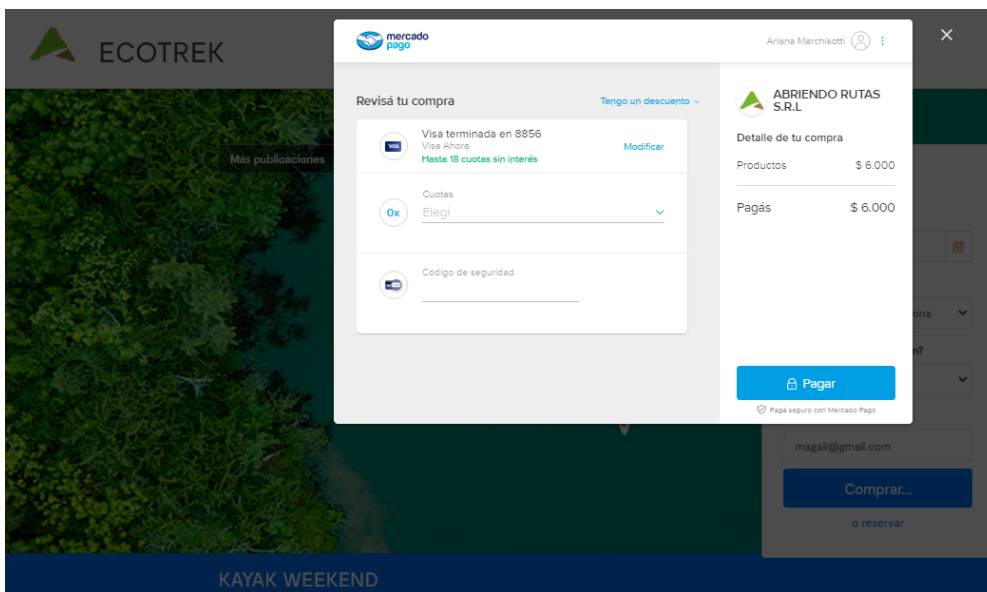 ECOTREK
mercado
pago
Ariana Marchisotti
Más publicaciones
Revisá tu compra
Tengo un descuento
VISA
Visa terminada en 8856
Visa Ahora
Hasta 18 cuotas sin interés
Modificar
0x
Cuotas
Elegí
Código de seguridad
ABRIENDO RUTAS
S.R.L
Detalle de tu compra
Productos $ 6.000
Pagás $ 6.000
Pagar
Pagá seguro con Mercado Pago
ona
n?
magali@gmail.com
Comprar...
o reservar
KAYAK WEEKEND